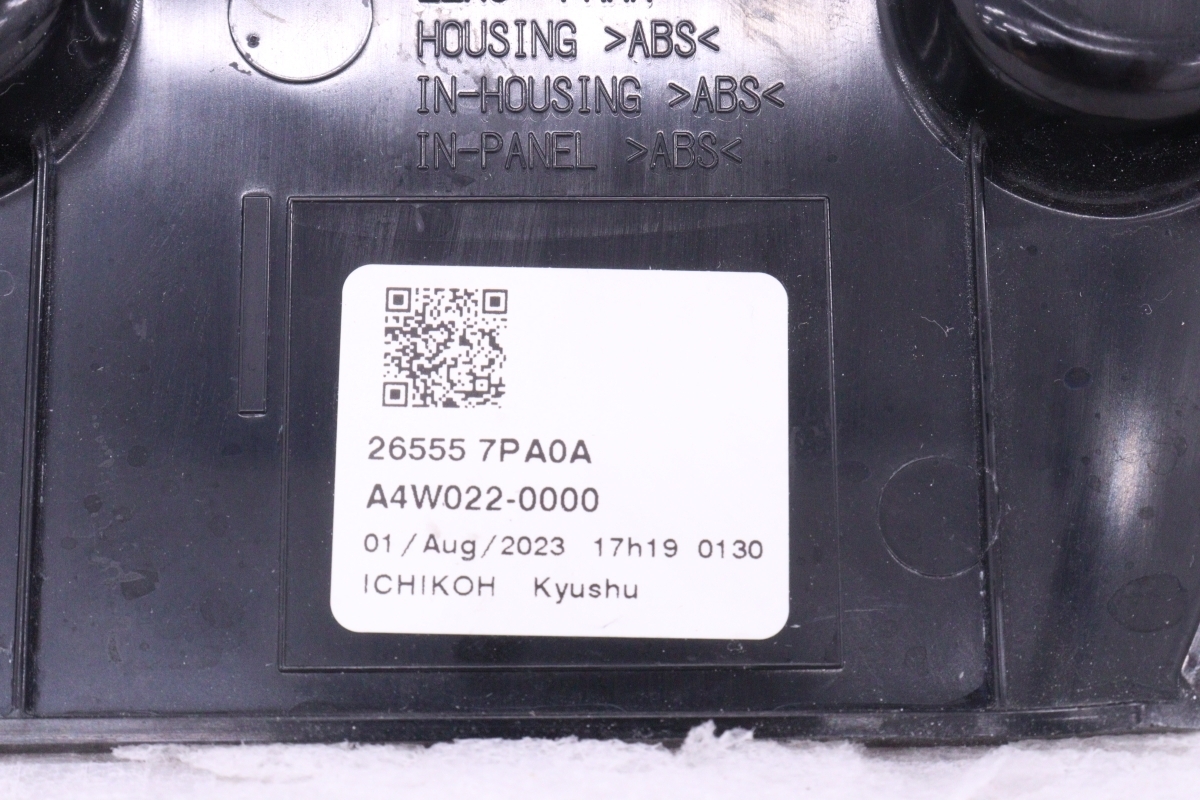 HOUSING >ABS<
IN-HOUSING >ABS<
IN-PANEL >ABS<
26555 7PA0A
A4W022-0000
01/Aug/2023 17h19 0130
ICHIKOH Kyushu